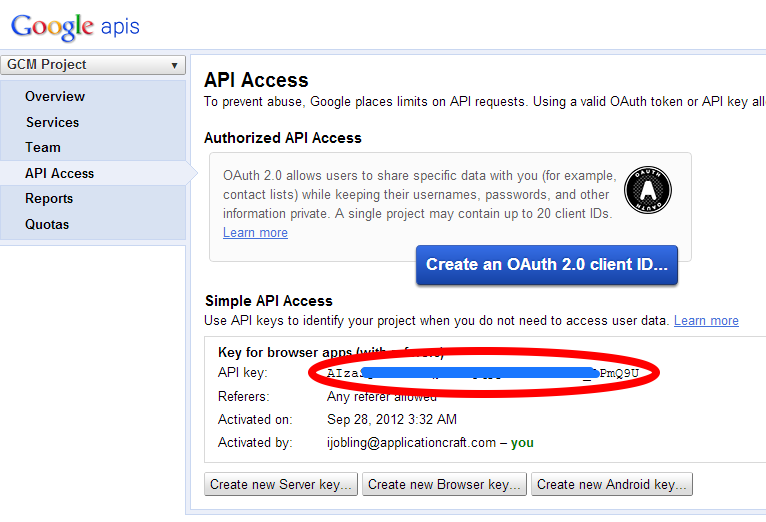 Google apis
GCM Project
Overview
Services
Team
API Access
Reports
Quotas
API Access
To prevent abuse, Google places limits on API requests. Using a valid OAuth token or API key all
Authorized API Access
OAuth 2.0 allows users to share specific data with you (for example,
contact lists) while keeping their usernames, passwords, and other
information private. A single project may contain up to 20 client IDs.
Learn more
OAUTH
A
OAUTH
Create an OAuth 2.0 client ID...
Simple API Access
Use API keys to identify your project when you do not need to access user data. Learn more
Key for browser apps (with referers)
API key:
Referers: Any referer allowed
Activated on: Sep 28, 2012 3:32 AM
Activated by: ijobling@applicationcraft.com – you
Create new Server key... Create new Browser key... Create new Android key...